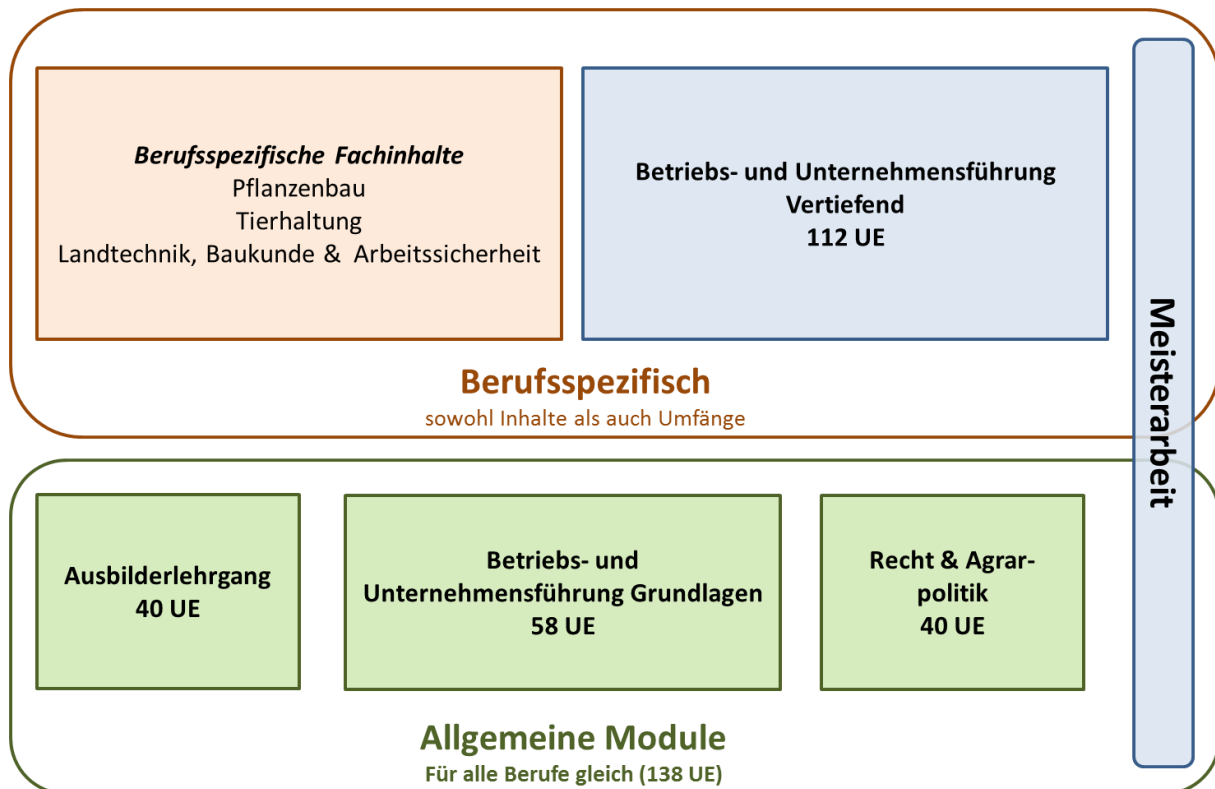 Berufsspezifische Fachinhalte
Pflanzenbau
Tierhaltung
Landtechnik, Baukunde & Arbeitssicherheit
Betriebs- und Unternehmensführung
Vertiefend
112 UE
Berufsspezifisch
sowohl Inhalte als auch Umfänge
Meisterarbeit
Ausbilderlehrgang
40 UE
Betriebs- und
Unternehmensführung Grundlagen
58 UE
Recht & Agrar-
politik
40 UE
Allgemeine Module
Für alle Berufe gleich (138 UE)